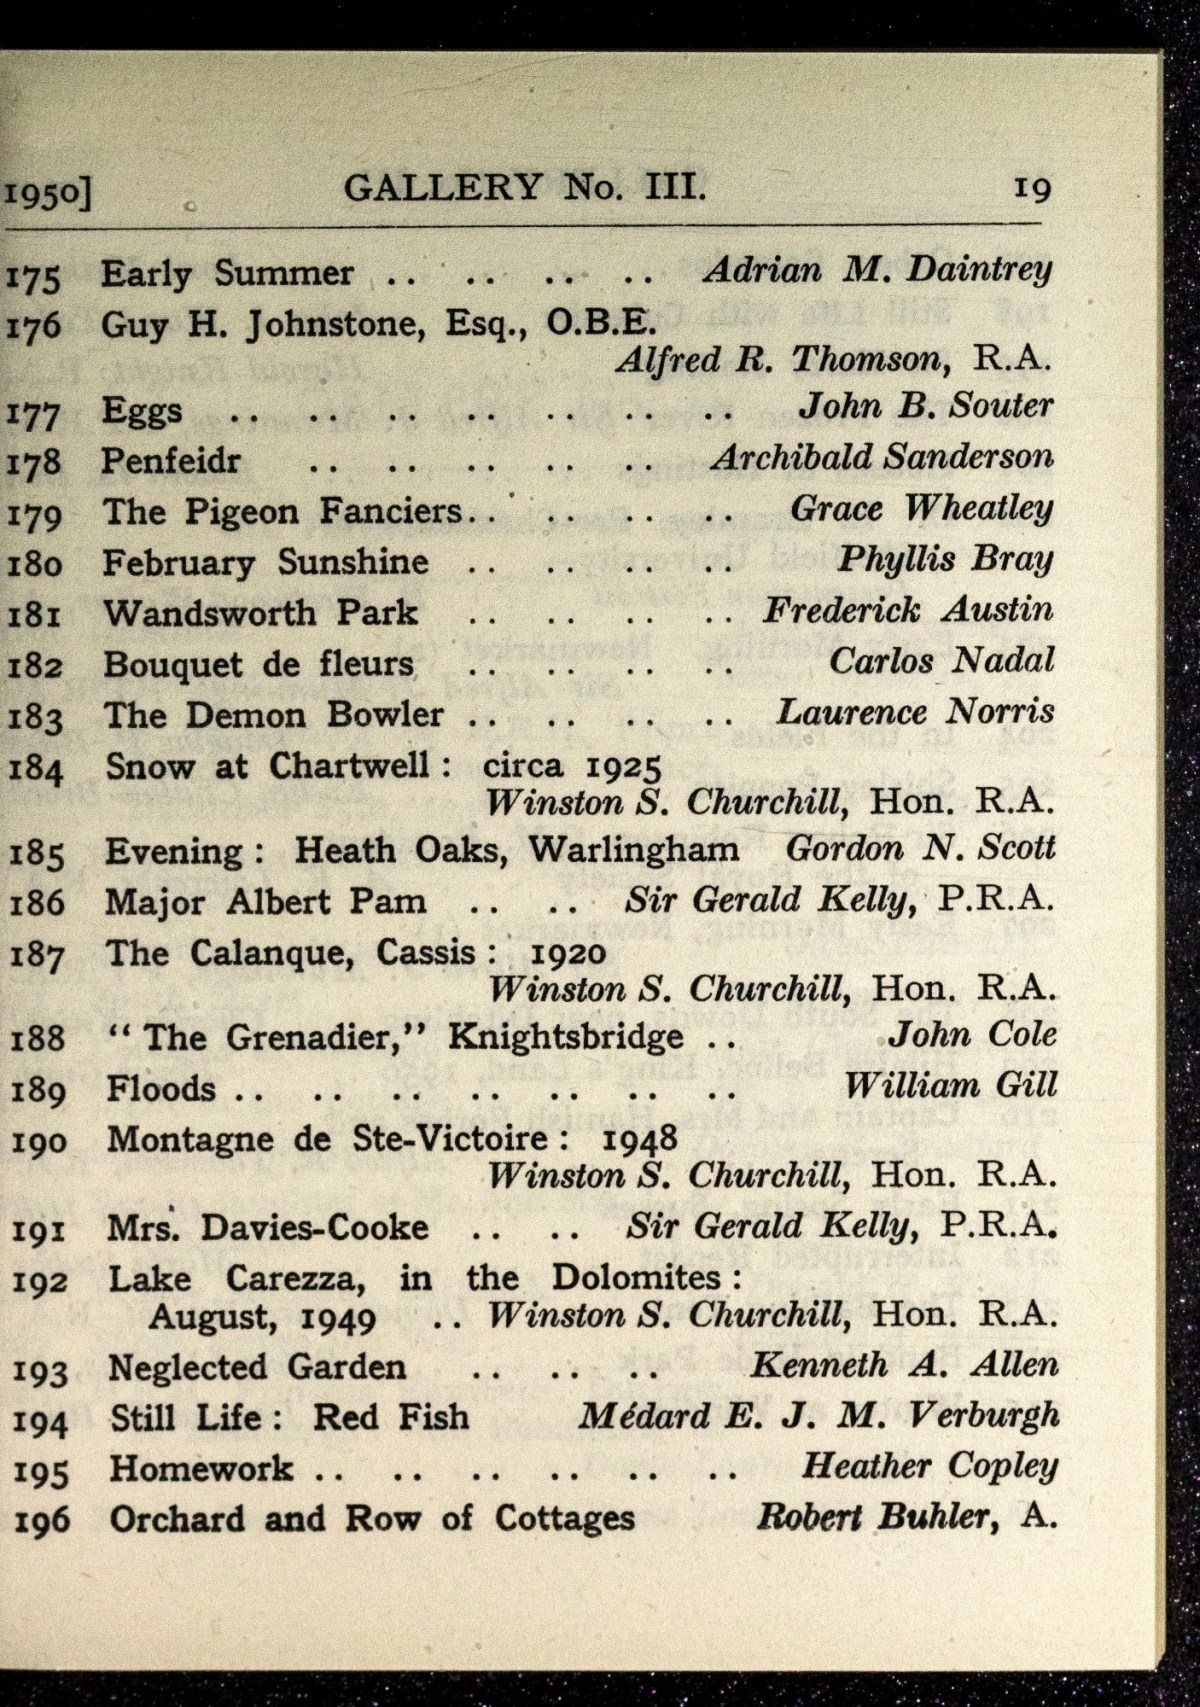 1950] GALLERY No. III. 19
175 Early Summer .. .. .. .. Adrian M. Daintrey
176 Guy H. Johnstone, Esq., O.B.E.
Alfred R. Thomson, R.A.
177 Eggs .. .. .. .. .. .. .. John B. Souter
178 Penfeidr .. .. .. .. .. Archibald Sanderson
179 The Pigeon Fanciers.. .. .. .. Grace Wheatley
180 February Sunshine .. .. .. .. Phyllis Bray
181 Wandsworth Park .. .. .. .. Frederick Austin
182 Bouquet de fleurs .. .. .. .. Carlos Nadal
183 The Demon Bowler .. .. .. .. Laurence Norris
184 Snow at Chartwell : circa 1925
Winston S. Churchill, Hon. R.A.
185 Evening : Heath Oaks, Warlingham Gordon N. Scott
186 Major Albert Pam .. .. Sir Gerald Kelly, P.R.A.
187 The Calanque, Cassis : 1920
Winston S. Churchill, Hon. R.A.
188 “ The Grenadier,” Knightsbridge .. John Cole
189 Floods .. .. .. .. .. .. .. William Gill
190 Montagne de Ste-Victoire : 1948
Winston S. Churchill, Hon. R.A.
191 Mrs. Davies-Cooke .. .. Sir Gerald Kelly, P.R.A.
192 Lake Carezza, in the Dolomites :
August, 1949 .. Winston S. Churchill, Hon. R.A.
193 Neglected Garden .. .. .. Kenneth A. Allen
194 Still Life : Red Fish Médard E. J. M. Verburgh
195 Homework .. .. .. .. .. .. Heather Copley
196 Orchard and Row of Cottages Robert Buhler, A.